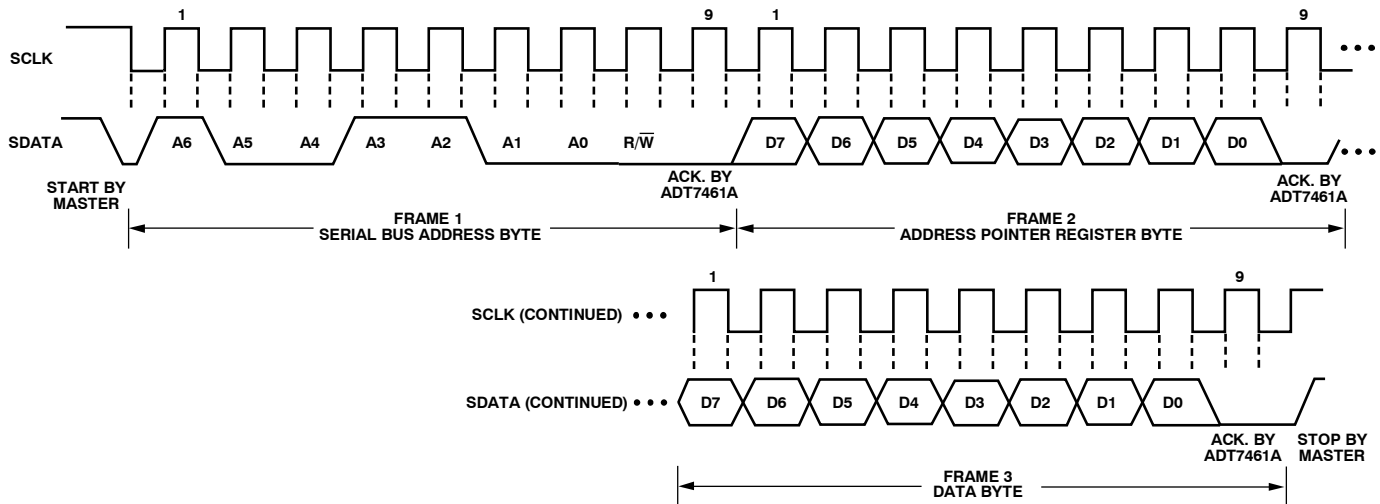 1 9 1 9
SCLK
SDATA A6 A5 A4 A3 A2 A1 A0 R/W̅ D7 D6 D5 D4 D3 D2 D1 D0
START BY
MASTER
ACK. BY
ADT7461A
ACK. BY
ADT7461A
FRAME 1
SERIAL BUS ADDRESS BYTE
FRAME 2
ADDRESS POINTER REGISTER BYTE
1 9
SCLK (CONTINUED)
SDATA (CONTINUED) D7 D6 D5 D4 D3 D2 D1 D0
ACK. BY
ADT7461A
STOP BY
MASTER
FRAME 3
DATA BYTE